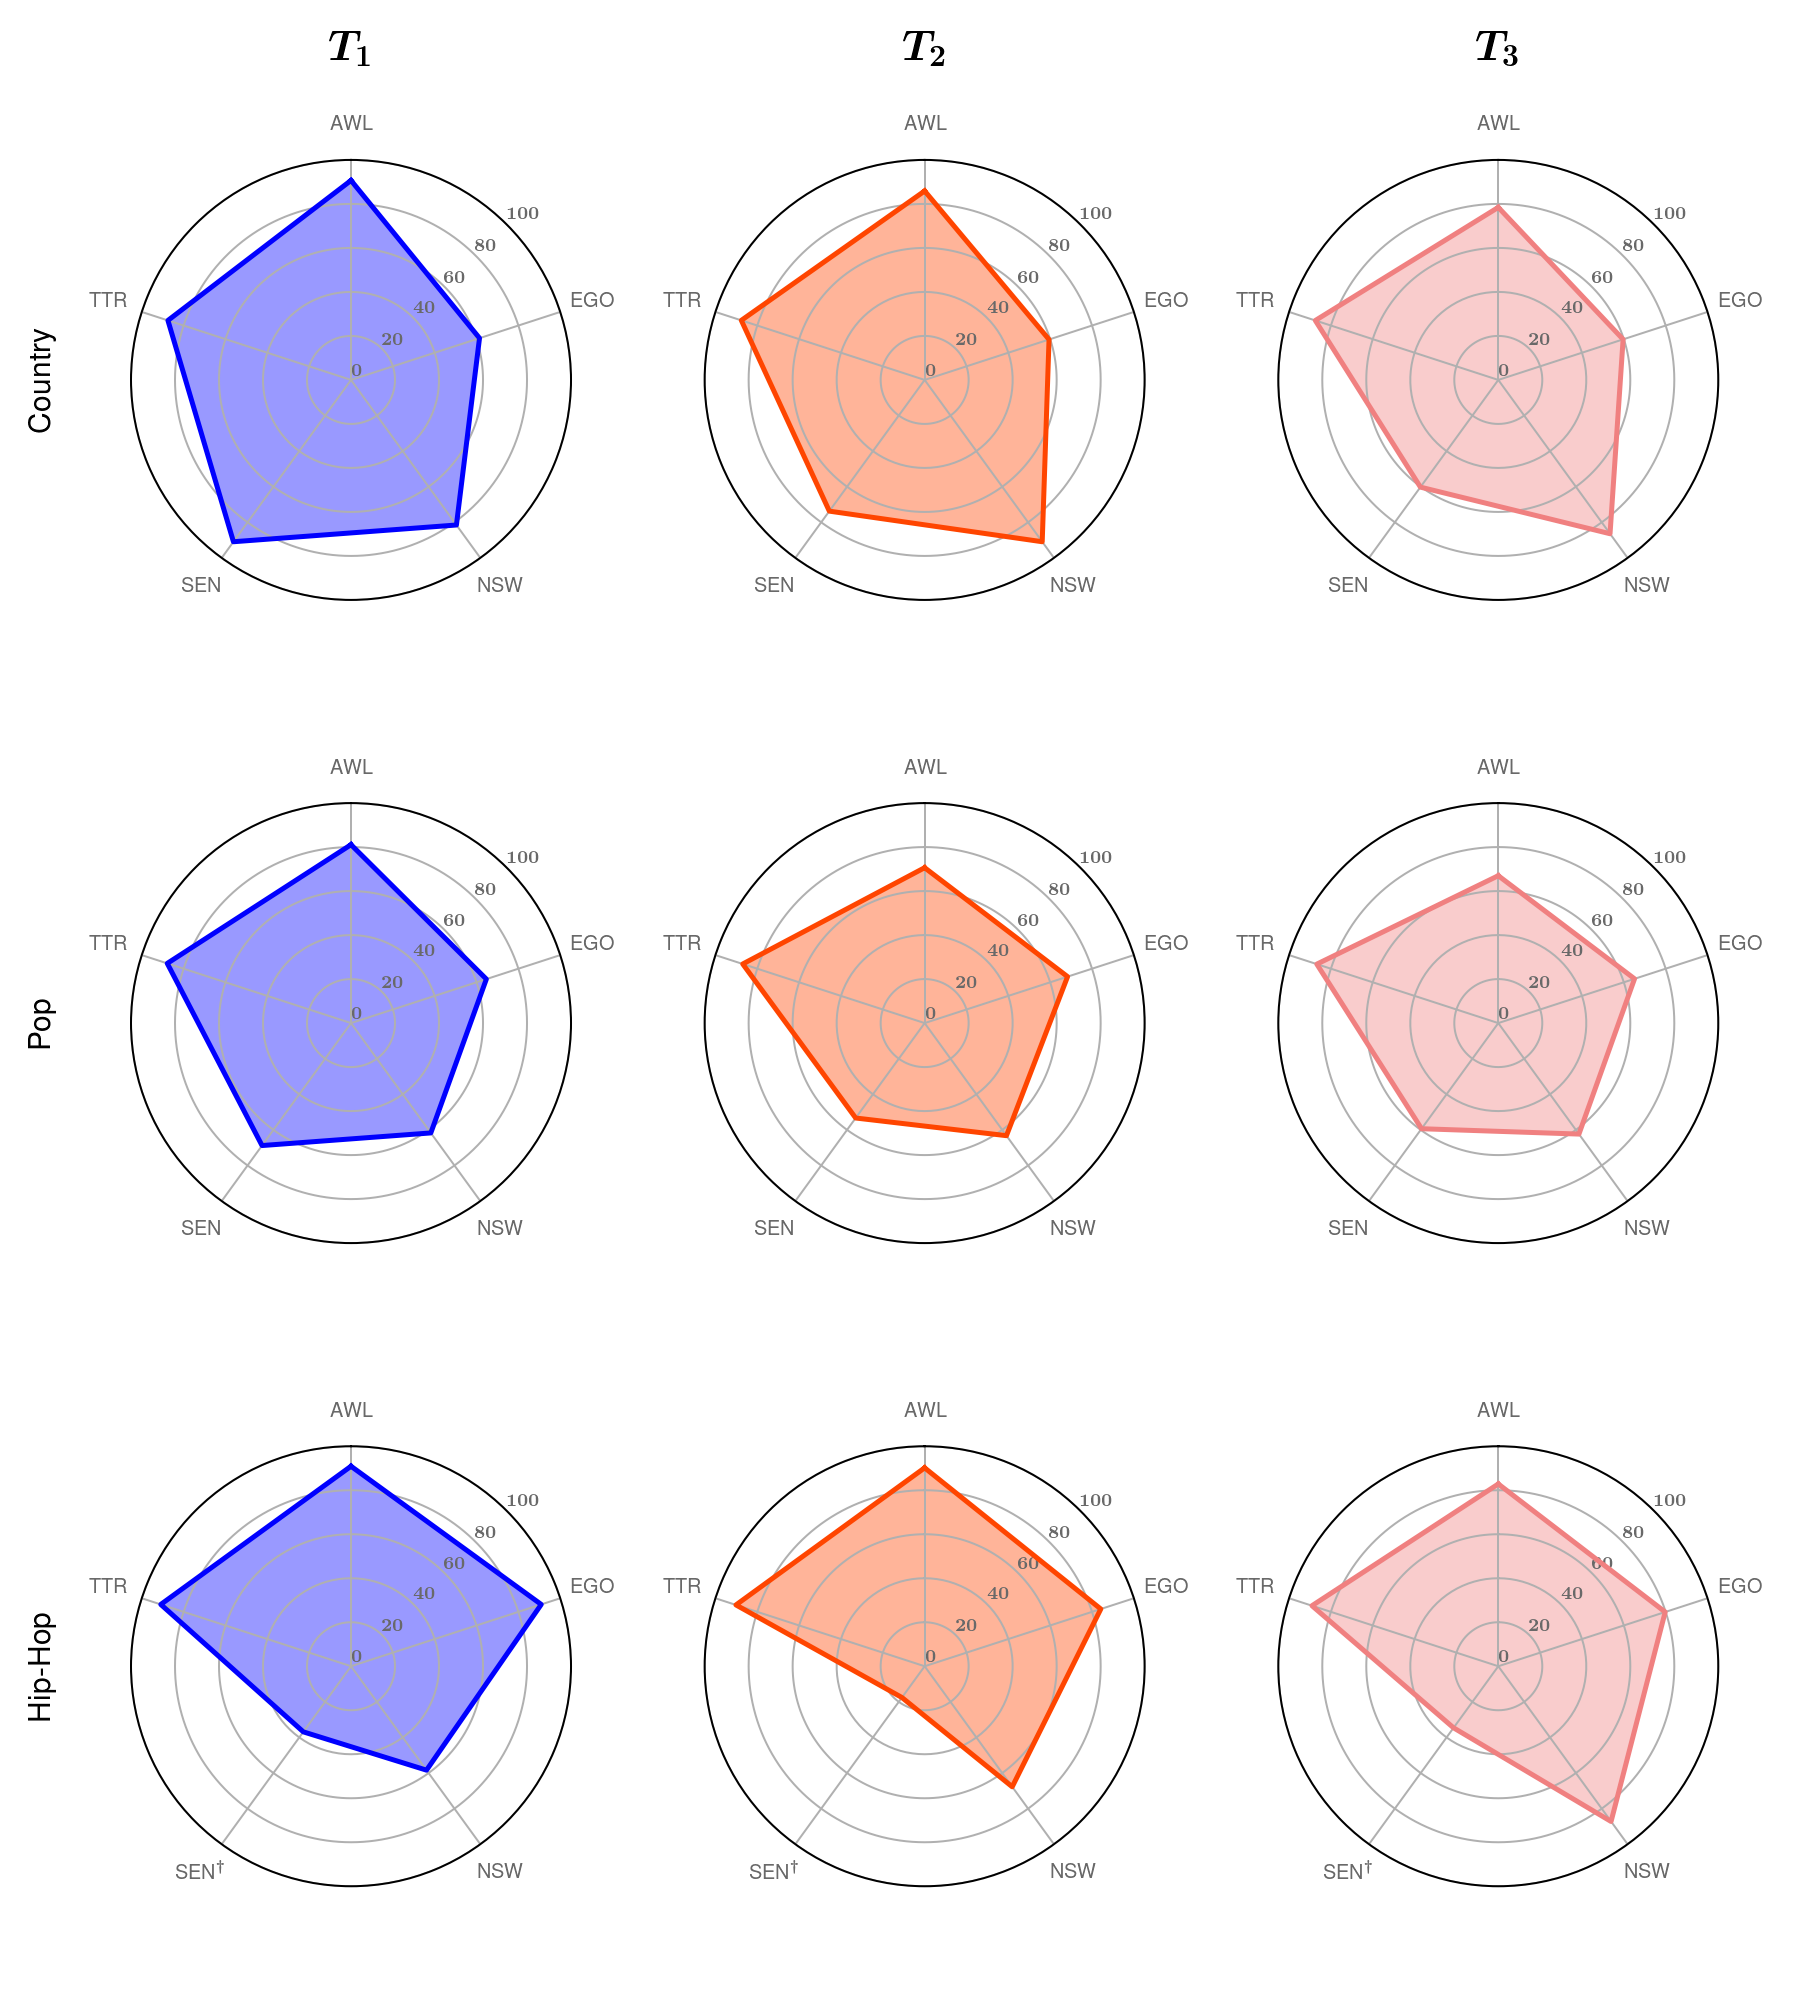 T1 T2 T3
Country
AWL AWL AWL
100 100 100
80 80 80
TTR 60 EGO TTR 60 EGO TTR 60 EGO
40 40 40
20 20 20
0 0 0
SEN NSW SEN NSW SEN NSW
Pop
AWL AWL AWL
100 100 100
80 80 80
TTR 60 EGO TTR 60 EGO TTR 60 EGO
40 40 40
20 20 20
0 0 0
SEN NSW SEN NSW SEN NSW
Hip-Hop
AWL AWL AWL
100 100 100
80 80 80
TTR 60 EGO TTR 60 EGO TTR 60 EGO
40 40 40
20 20 20
0 0 0
SEN† NSW SEN† NSW SEN† NSW